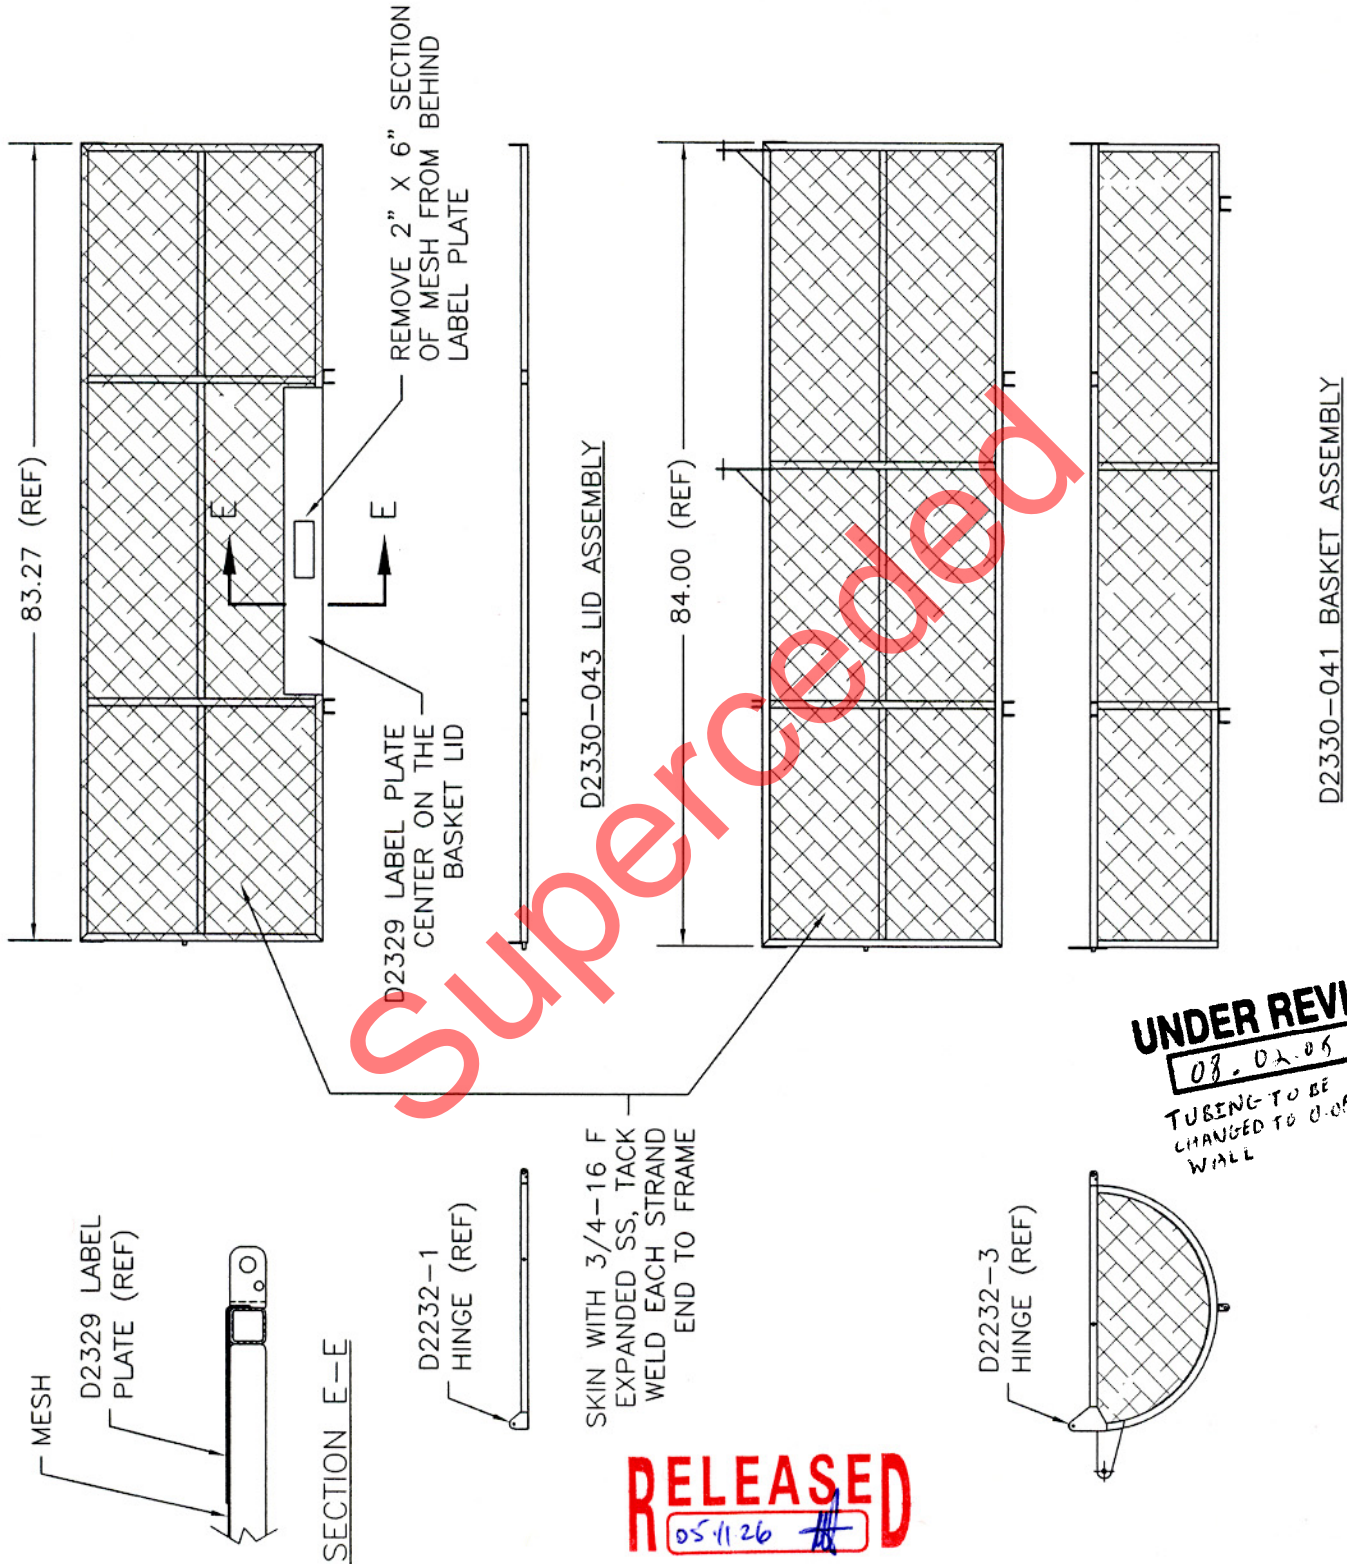 83.27 (REF)
REMOVE 2" X 6" SECTION
OF MESH FROM BEHIND
LABEL PLATE
E
E
D2329 LABEL PLATE
CENTER ON THE
BASKET LID
D2330-043 LID ASSEMBLY
84.00 (REF)
D2330-041 BASKET ASSEMBLY
MESH
D2329 LABEL
PLATE (REF)
SECTION E-E
D2232-1
HINGE (REF)
SKIN WITH 3/4-16 F
EXPANDED SS, TACK
WELD EACH STRAND
END TO FRAME
D2232-3
HINGE (REF)
Superceded
RELEASED
05.11.26
UNDER REVI
TUBING TO BE
CHANGED TO
WALL